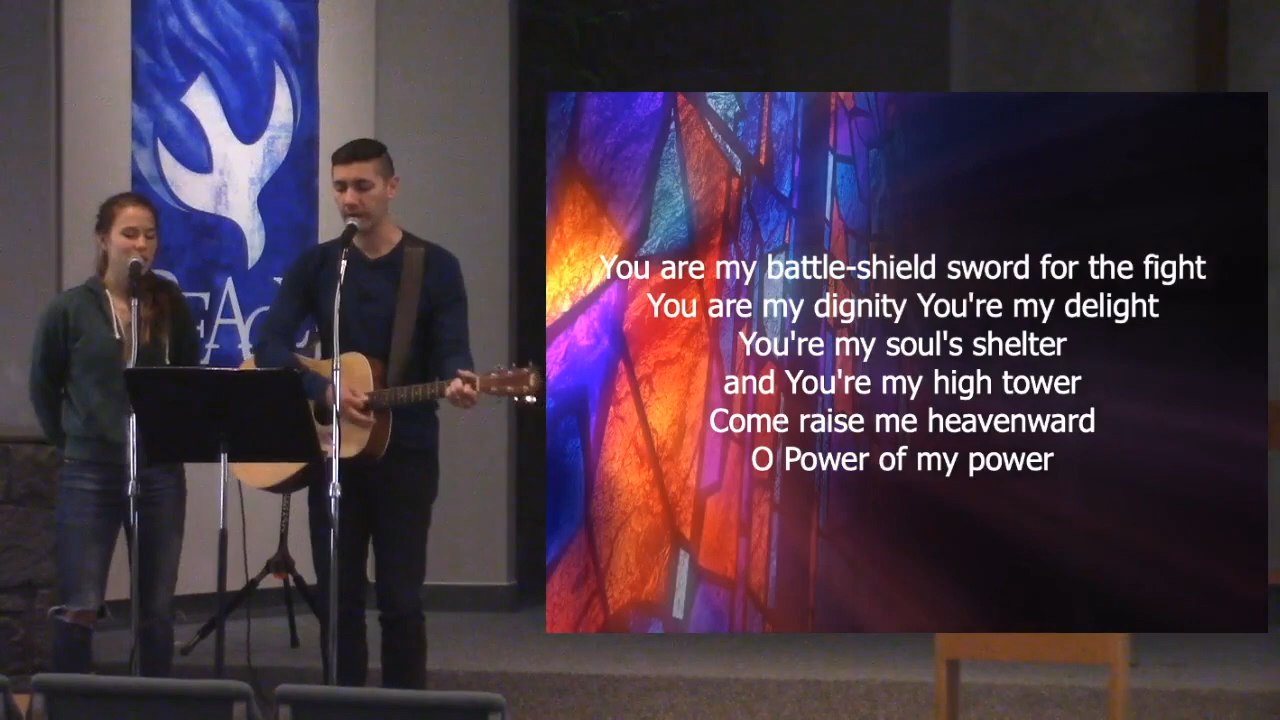 You are my battle-shield sword for the fight
You are my dignity You're my delight
You're my soul's shelter
and You're my high tower
Come raise me heavenward
O Power of my power